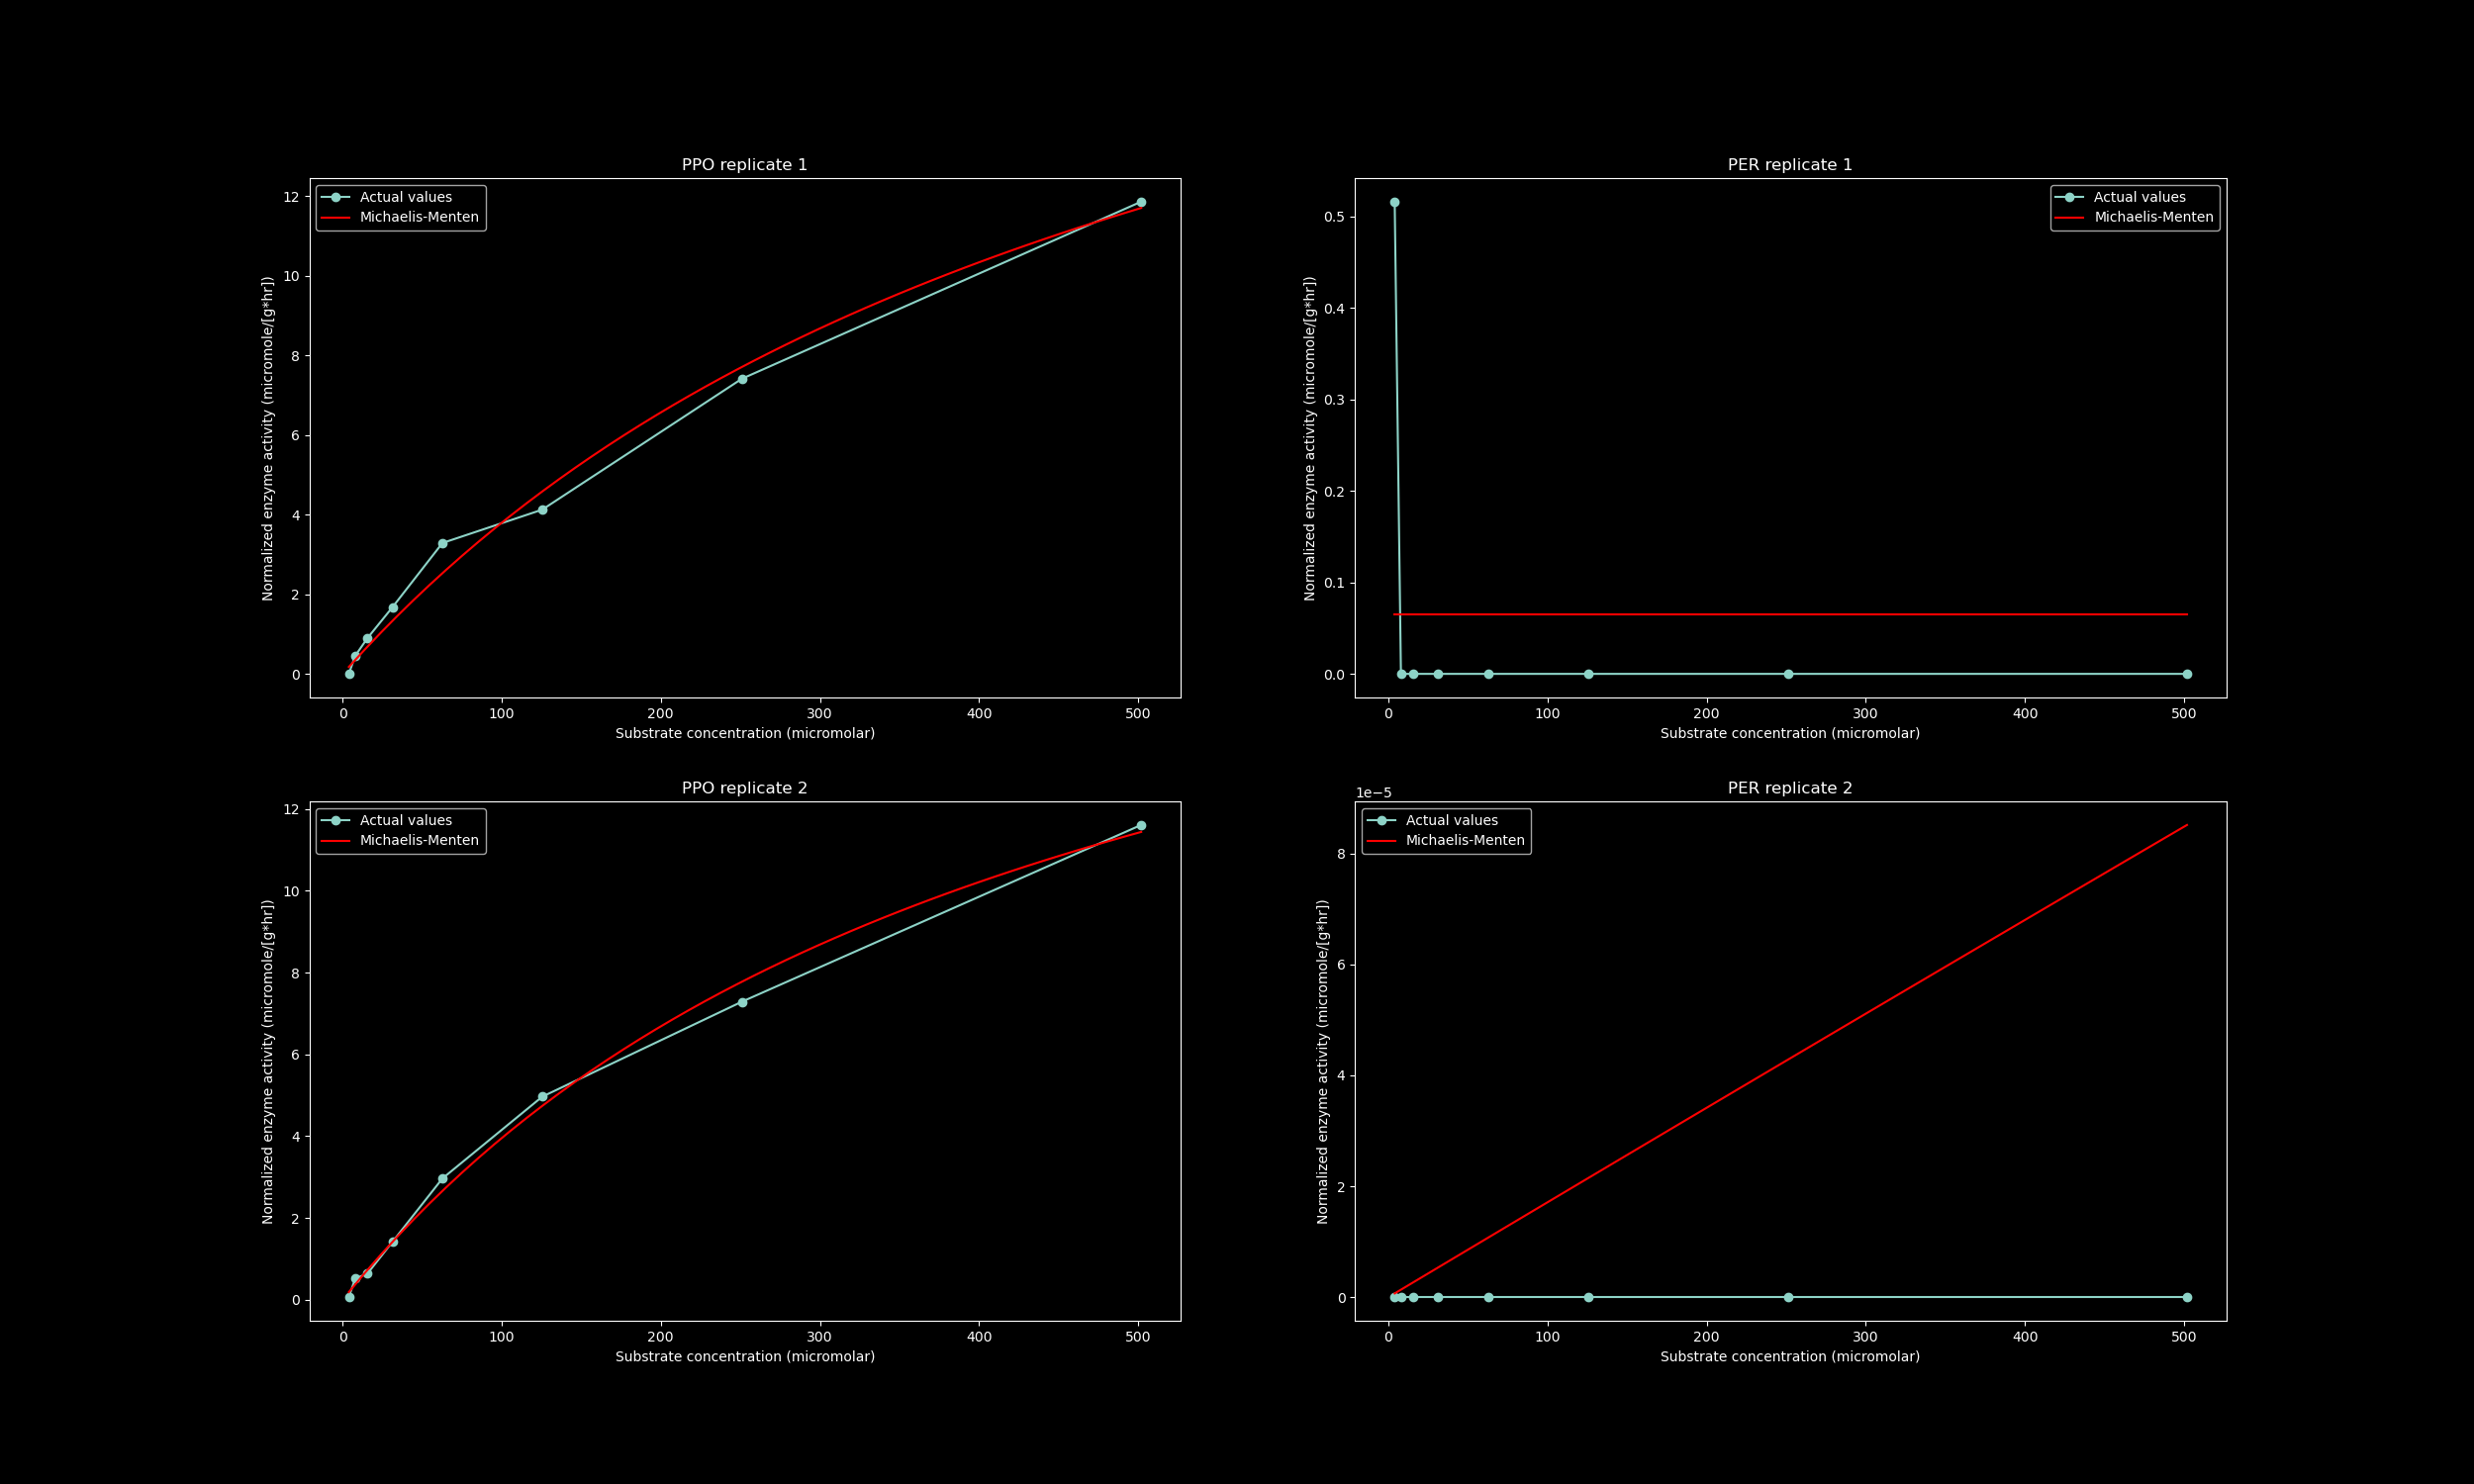 PPO replicate 1
Actual values
Michaelis-Menten
12
10
8
6
4
2
0
Normalized enzyme activity (micromole/[g*hr])
0 100 200 300 400 500
Substrate concentration (micromolar)
PER replicate 1
Actual values
Michaelis-Menten
0.5
0.4
0.3
0.2
0.1
0.0
Normalized enzyme activity (micromole/[g*hr])
0 100 200 300 400 500
Substrate concentration (micromolar)
PPO replicate 2
Actual values
Michaelis-Menten
12
10
8
6
4
2
0
Normalized enzyme activity (micromole/[g*hr])
0 100 200 300 400 500
Substrate concentration (micromolar)
PER replicate 2
1e−5
Actual values
Michaelis-Menten
8
6
4
2
0
Normalized enzyme activity (micromole/[g*hr])
0 100 200 300 400 500
Substrate concentration (micromolar)